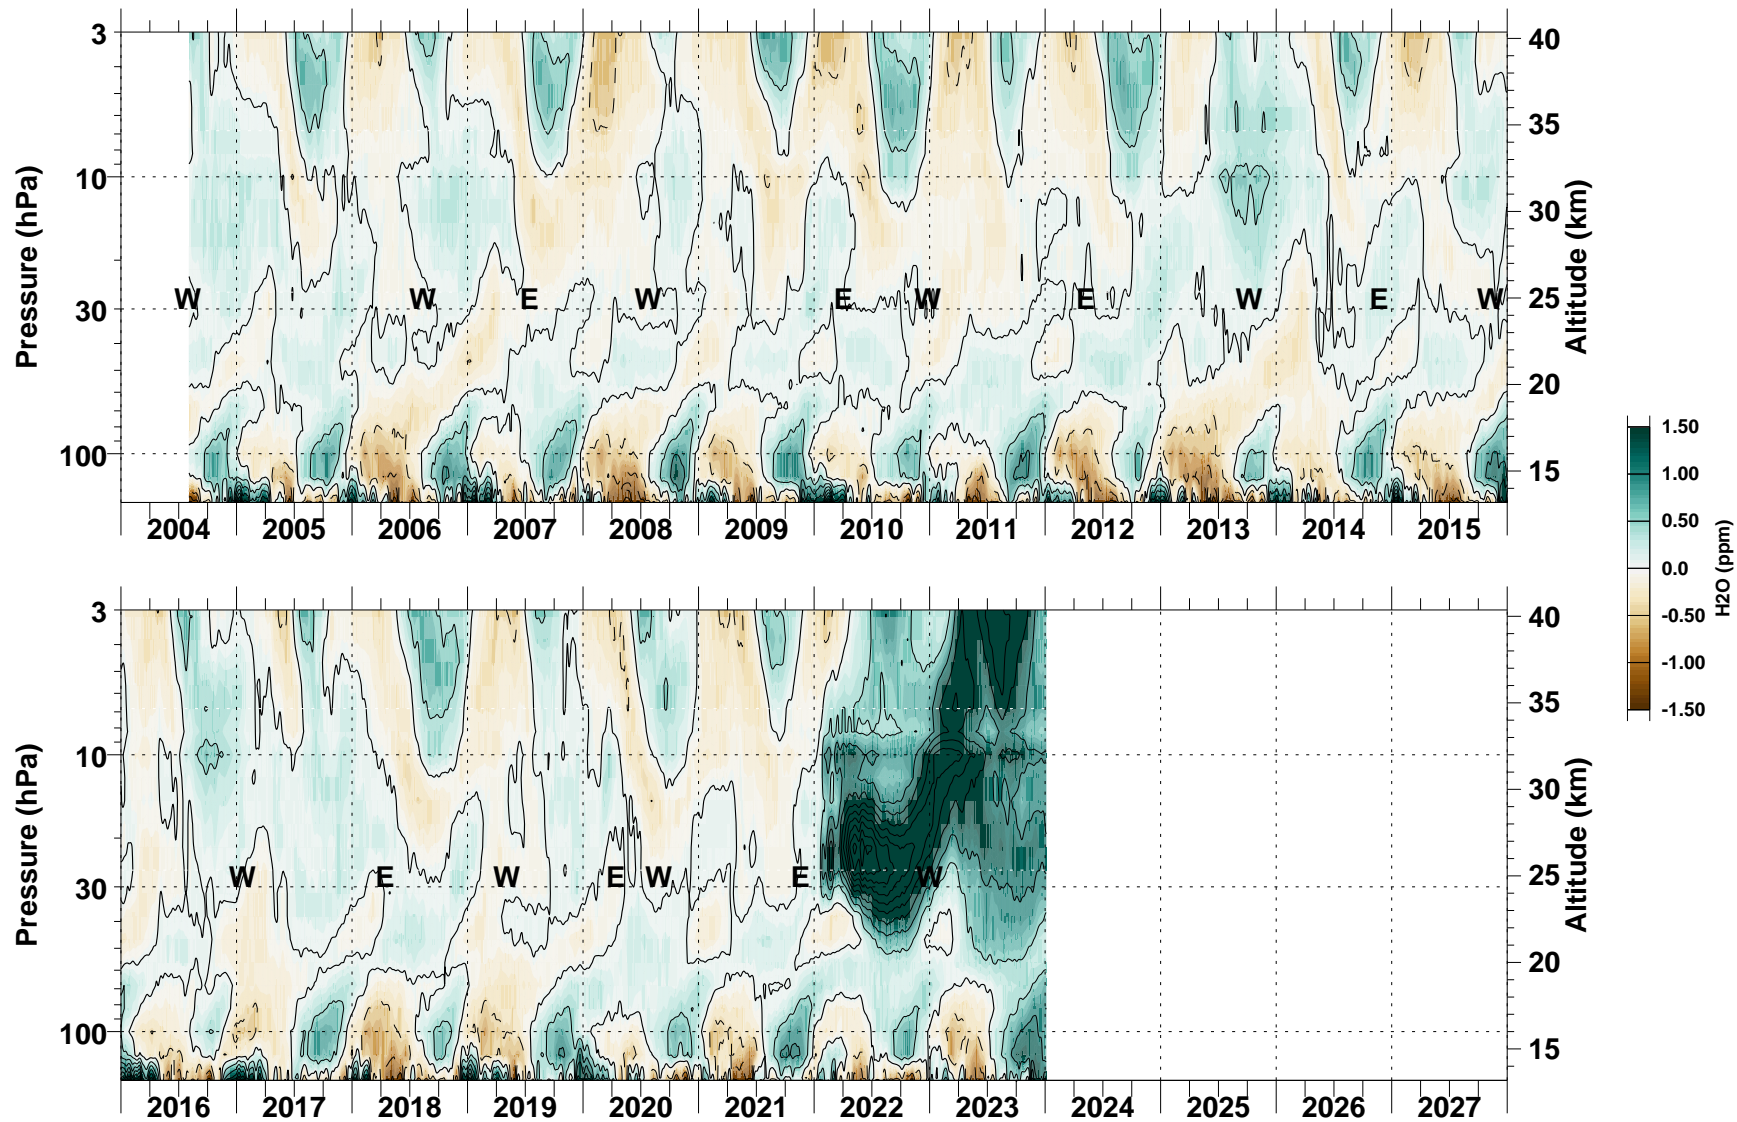 3 40
35
10
30
W W E W E W E W E W
30 25
20
100
15
Pressure (hPa)
Altitude (km)
2004 2005 2006 2007 2008 2009 2010 2011 2012 2013 2014 2015
1.50
1.00
0.50
0.0
-0.50
-1.00
-1.50
H2O (ppm)
3 40
35
10
30
W E W E W E W
30 25
20
100
15
Pressure (hPa)
Altitude (km)
2016 2017 2018 2019 2020 2021 2022 2023 2024 2025 2026 2027